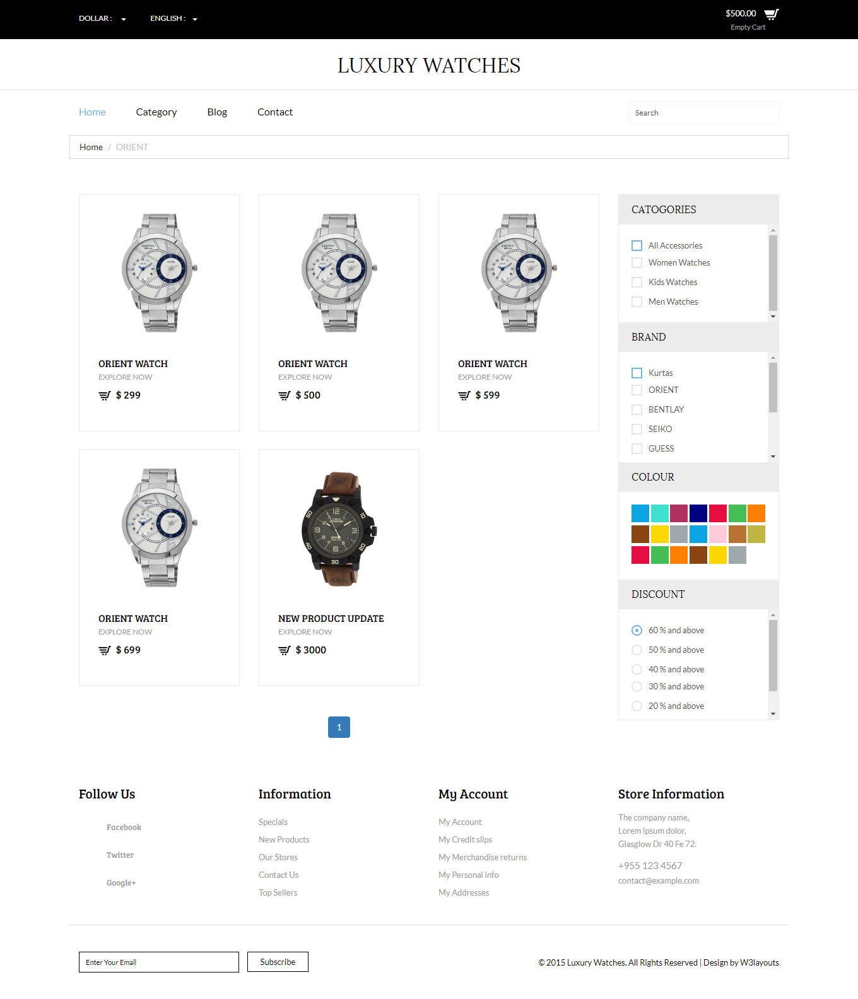 DOLLAR :
ENGLISH :
$500.00
Empty Cart
LUXURY WATCHES
Home
Category
Blog
Contact
Search
Home / ORIENT
ORIENT WATCH
EXPLORE NOW
$ 299
ORIENT WATCH
EXPLORE NOW
$ 500
ORIENT WATCH
EXPLORE NOW
$ 599
ORIENT WATCH
EXPLORE NOW
$ 699
NEW PRODUCT UPDATE
EXPLORE NOW
$ 3000
1
CATOGORIES
All Accessories
Women Watches
Kids Watches
Men Watches
BRAND
Kurtas
ORIENT
BENTLAY
SEIKO
GUESS
COLOUR
DISCOUNT
60 % and above
50 % and above
40 % and above
30 % and above
20 % and above
Follow Us
Facebook
Twitter
Google+
Information
Specials
New Products
Our Stores
Contact Us
Top Sellers
My Account
My Account
My Credit slips
My Merchandise returns
My Personal info
My Addresses
Store Information
The company name,
Lorem ipsum dolor,
Glasglow Dr 40 Fe 72.
+955 123 4567
contact@example.com
Enter Your Email
Subscribe
© 2015 Luxury Watches. All Rights Reserved | Design by W3layouts